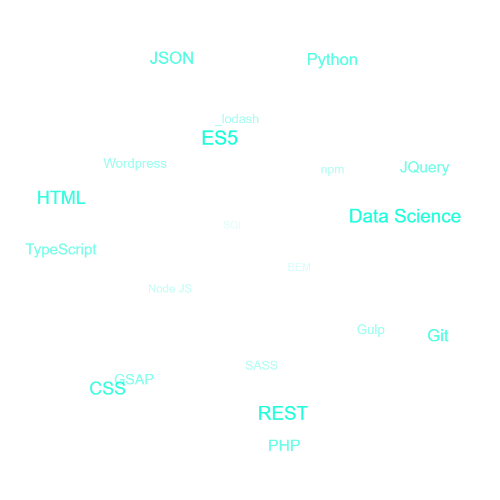 JSON
Python
_lodash
ES5
Wordpress
npm
JQuery
HTML
Data Science
SQL
TypeScript
BEM
Node JS
Gulp
Git
SASS
GSAP
CSS
REST
PHP